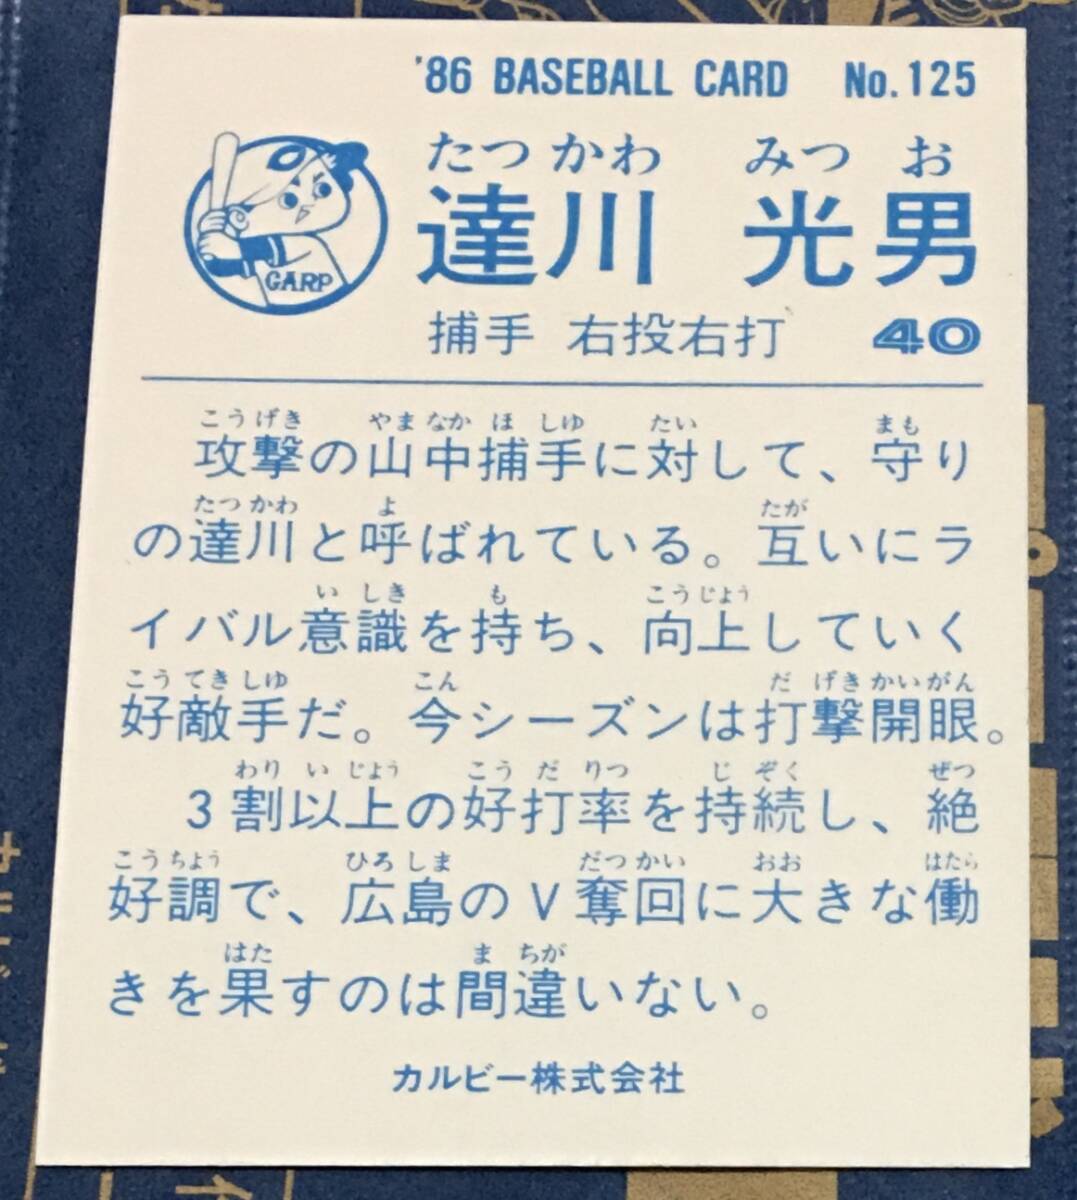 '86 BASEBALL CARD No.125
たつ かわ みつ お
達川 光男
CARP
捕手 右投右打 40
こうげき やまなかほしゆ たい まも
攻撃の山中捕手に対して、守り
たつかわ よ たが
の達川と呼ばれている。互いにラ
いしき も こうじょう
イバル意識を持ち、向上していく
こうてきしゆ こん だげきかいがん
好敵手だ。今シーズンは打撃開眼。
わりいじょう こうだりつ じぞく ぜつ
3割以上の好打率を持続し、絶
こうちょう ひろしま だつかい おお はたら
好調で、広島のV奪回に大きな働
はた まちが
きを果すのは間違いない。
カルビー株式会社